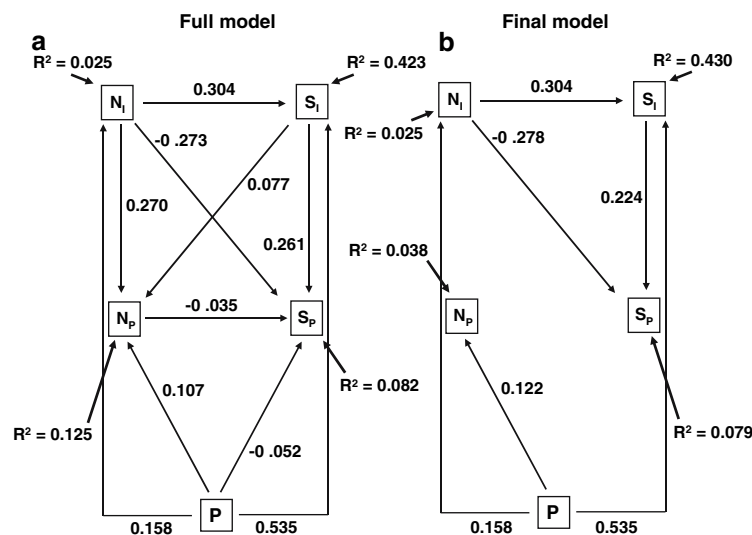 Full model
Final model
a
b
R² = 0.025
R² = 0.423
R² = 0.430
N_I
0.304
S_I
N_I
0.304
S_I
R² = 0.025
-0 .273
-0 .278
0.077
0.270
0.224
0.261
R² = 0.038
N_P
-0 .035
S_P
N_P
S_P
0.107
0.122
R² = 0.082
R² = 0.125
-0 .052
R² = 0.079
P
P
0.158
0.535
0.158
0.535